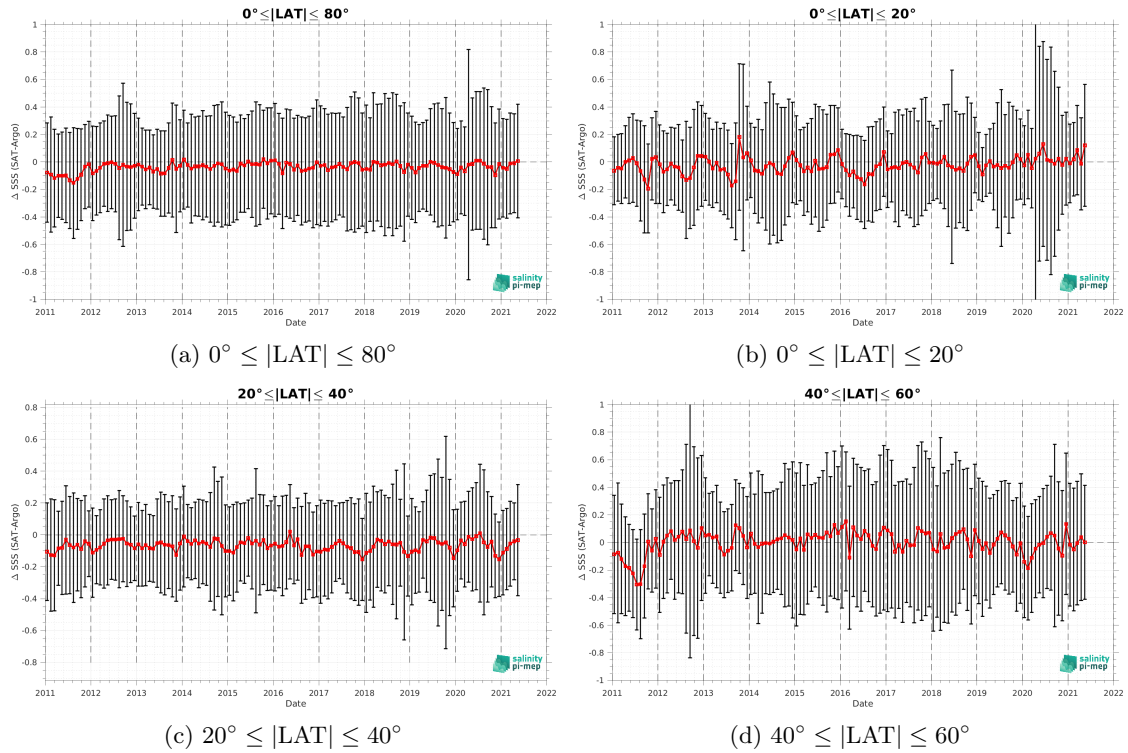 0°≤|LAT|≤ 80°
Δ SSS (SAT-Argo)
1
0.8
0.6
0.4
0.2
0
-0.2
-0.4
-0.6
-0.8
-1
2011 2012 2013 2014 2015 2016 2017 2018 2019 2020 2021 2022
Date
salinity
pi-mep
(a) 0° ≤ |LAT| ≤ 80°
0°≤|LAT|≤ 20°
Δ SSS (SAT-Argo)
1
0.8
0.6
0.4
0.2
0
-0.2
-0.4
-0.6
-0.8
-1
2011 2012 2013 2014 2015 2016 2017 2018 2019 2020 2021 2022
Date
salinity
pi-mep
(b) 0° ≤ |LAT| ≤ 20°
20°≤|LAT|≤ 40°
Δ SSS (SAT-Argo)
0.8
0.6
0.4
0.2
0
-0.2
-0.4
-0.6
-0.8
2011 2012 2013 2014 2015 2016 2017 2018 2019 2020 2021 2022
Date
salinity
pi-mep
(c) 20° ≤ |LAT| ≤ 40°
40°≤|LAT|≤ 60°
Δ SSS (SAT-Argo)
1
0.8
0.6
0.4
0.2
0
-0.2
-0.4
-0.6
-0.8
-1
2011 2012 2013 2014 2015 2016 2017 2018 2019 2020 2021 2022
Date
salinity
pi-mep
(d) 40° ≤ |LAT| ≤ 60°